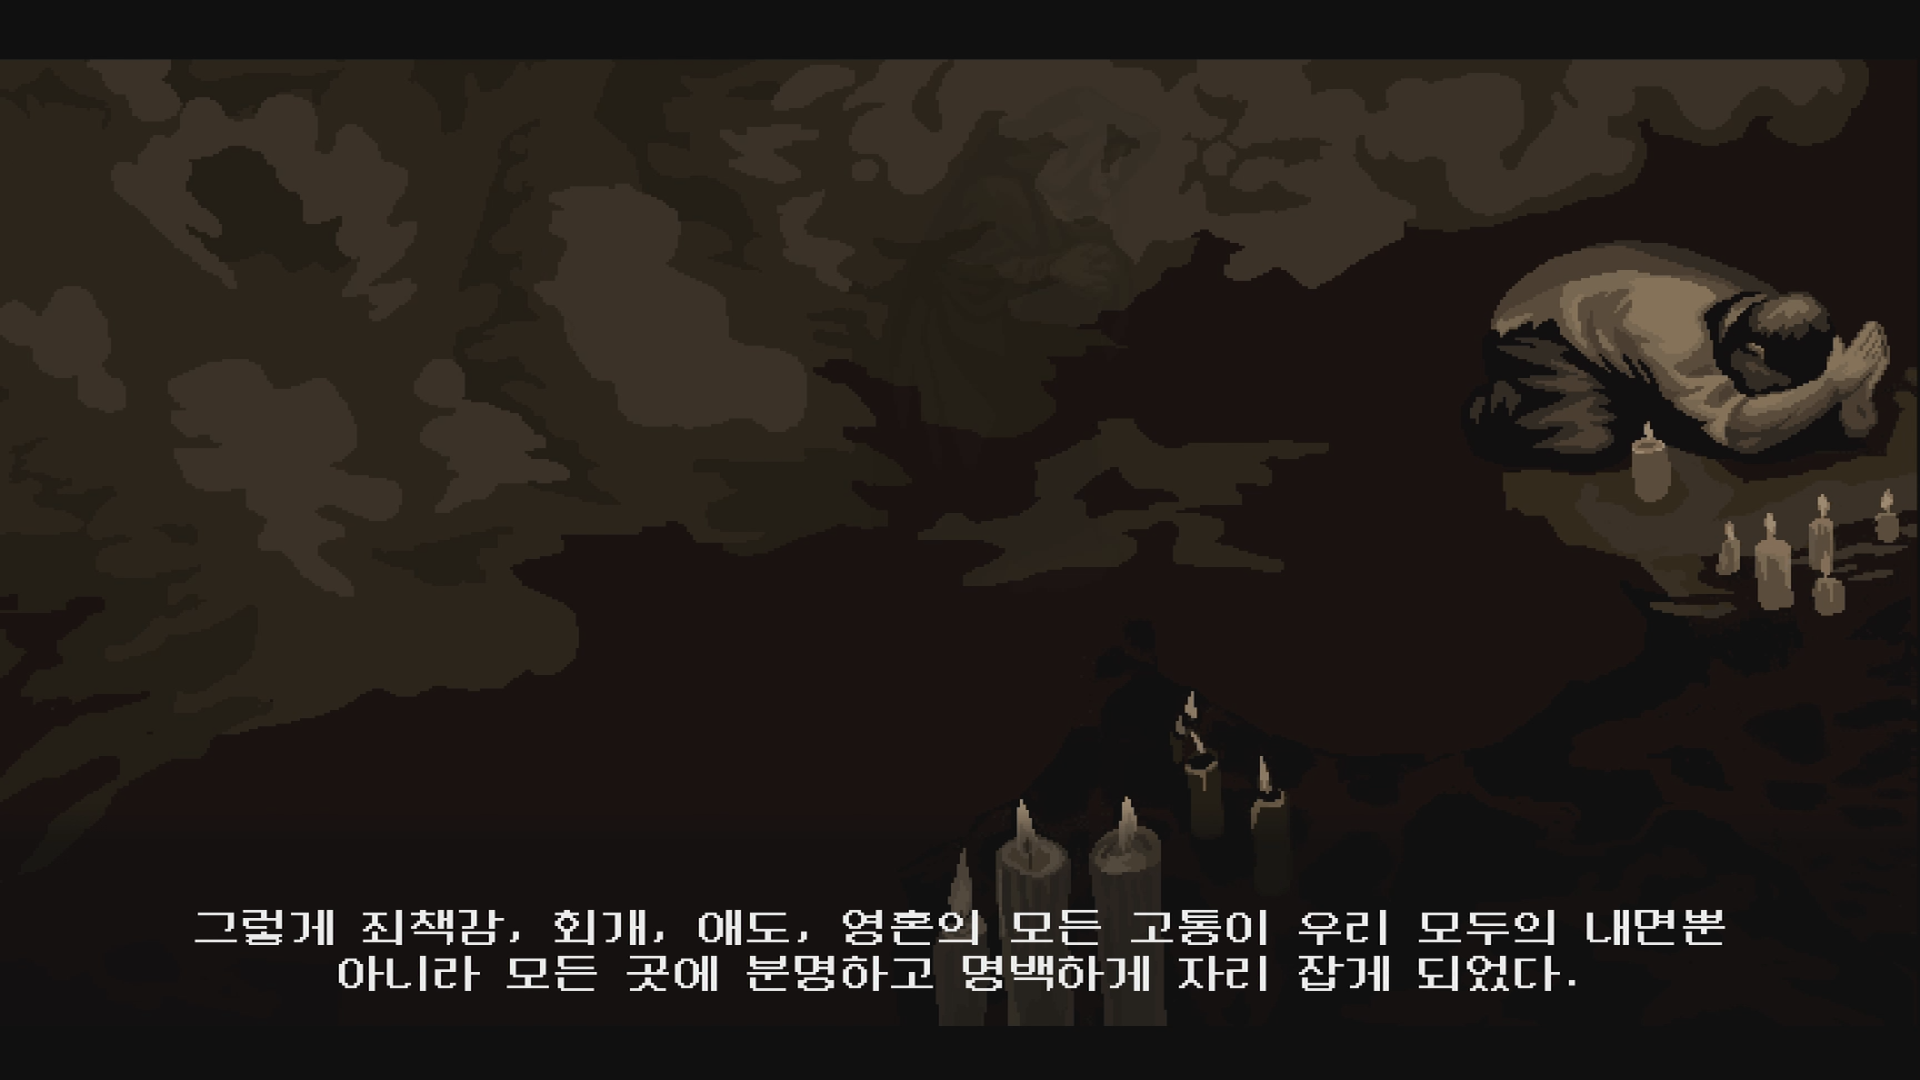 그렇게 죄책감, 회개, 애도, 영혼의 모든 고통이 우리 모두의 내면뿐
아니라 모든 곳에 분명하고 명백하게 자리 잡게 되었다.